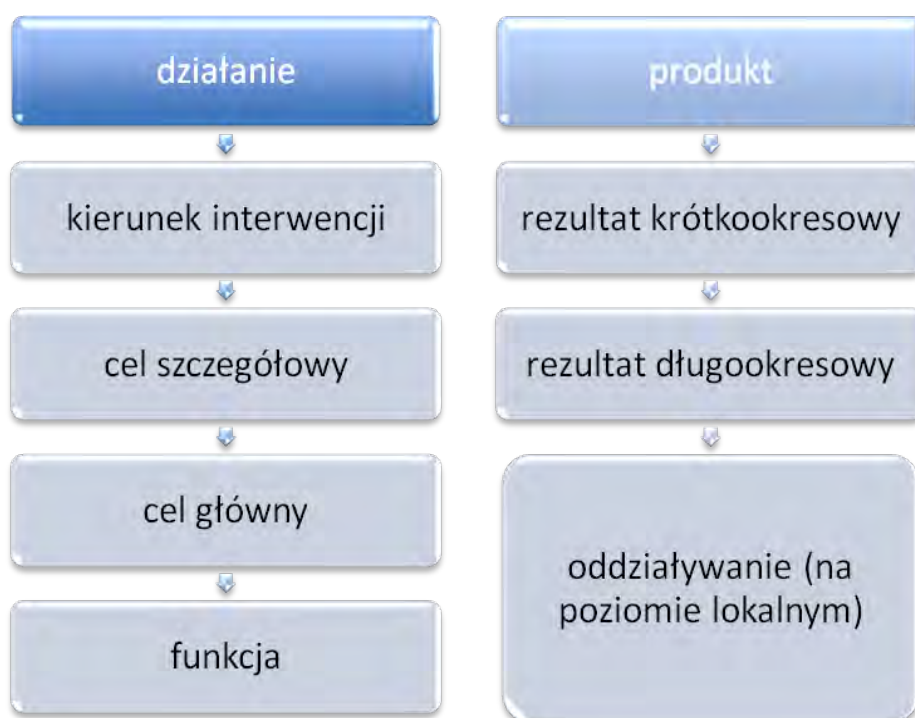 działanie
kierunek interwencji
cel szczegółowy
cel główny
funkcja
produkt
rezultat krótkookresowy
rezultat długookresowy
oddziaływanie (na
poziomie lokalnym)